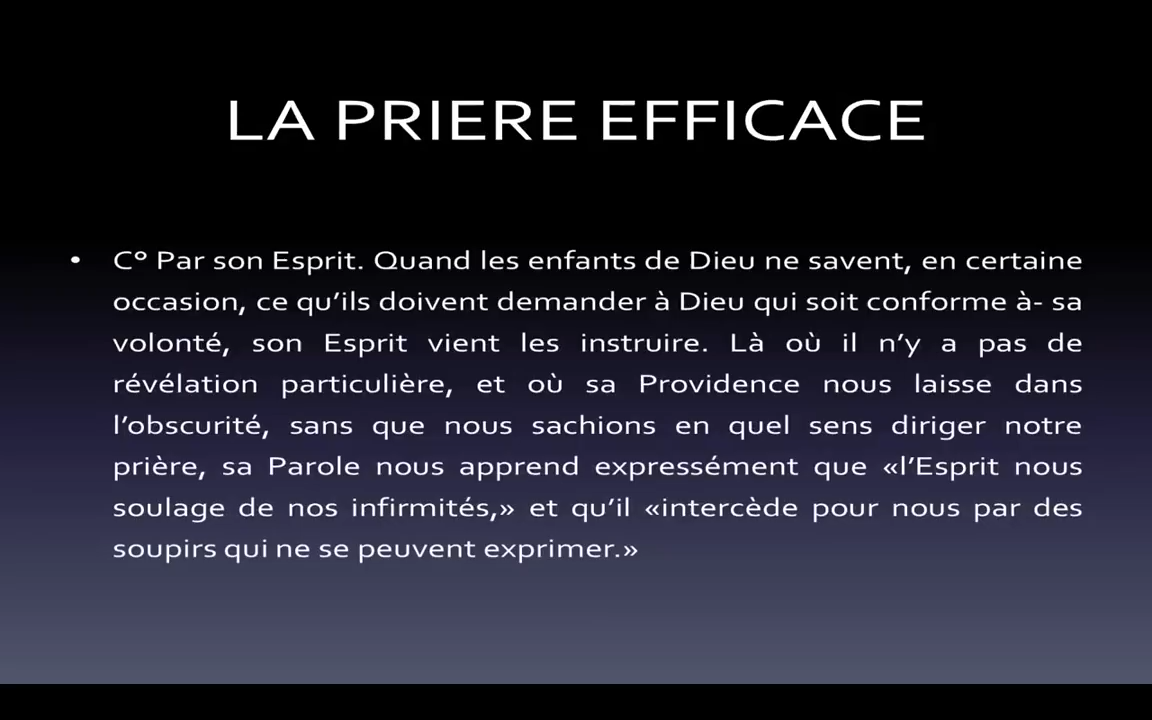 LA PRIERE EFFICACE
• C° Par son Esprit. Quand les enfants de Dieu ne savent, en certaine
occasion, ce qu’ils doivent demander à Dieu qui soit conforme à- sa
volonté, son Esprit vient les instruire. Là où il n’y a pas de
révélation particulière, et où sa Providence nous laisse dans
l’obscurité, sans que nous sachions en quel sens diriger notre
prière, sa Parole nous apprend expressément que «l’Esprit nous
soulage de nos infirmités,» et qu’il «intercède pour nous par des
soupirs qui ne se peuvent exprimer.»